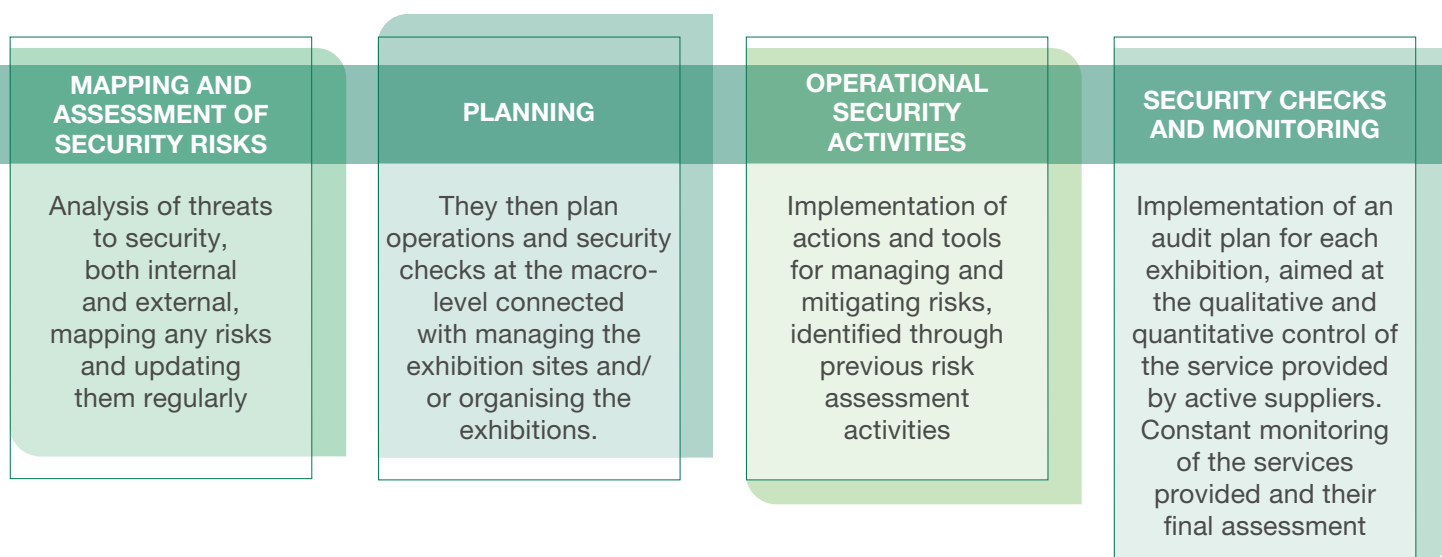 MAPPING AND
ASSESSMENT OF
SECURITY RISKS
Analysis of threats
to security,
both internal
and external,
mapping any risks
and updating
them regularly
PLANNING
They then plan
operations and security
checks at the macro-
level connected
with managing the
exhibition sites and/
or organising the
exhibitions.
OPERATIONAL
SECURITY
ACTIVITIES
Implementation of
actions and tools
for managing and
mitigating risks,
identified through
previous risk
assessment
activities
SECURITY CHECKS
AND MONITORING
Implementation of an
audit plan for each
exhibition, aimed at
the qualitative and
quantitative control of
the service provided
by active suppliers.
Constant monitoring
of the services
provided and their
final assessment